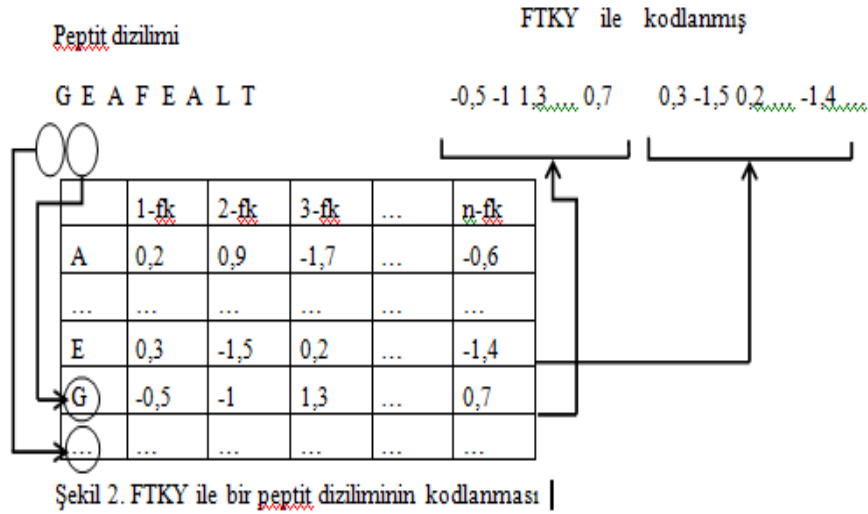 FTKY ile kodlanmış
Peptit dizilimi
G E A F E A L T
-0,5 -1 1,3.... 0,7 0,3 -1,5 0,2..... -1,4.....
1-fk 2-fk 3-fk ... n-fk
A 0,2 0,9 -1,7 ... -0,6
... ... ... ... ... ...
E 0,3 -1,5 0,2 ... -1,4
G -0,5 -1 1,3 ... 0,7
... ... ... ... ... ...
Şekil 2. FTKY ile bir peptit diziliminin kodlanması